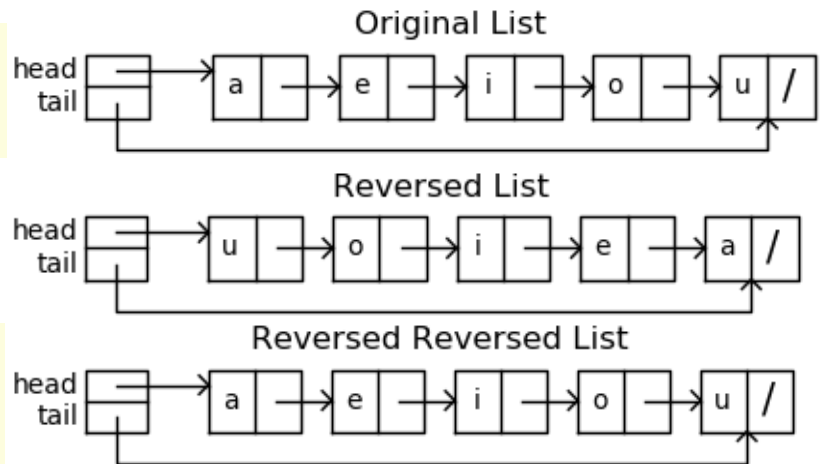 Original List
head
tail
a e i o u /
Reversed List
head
tail
u o i e a /
Reversed Reversed List
head
tail
a e i o u /